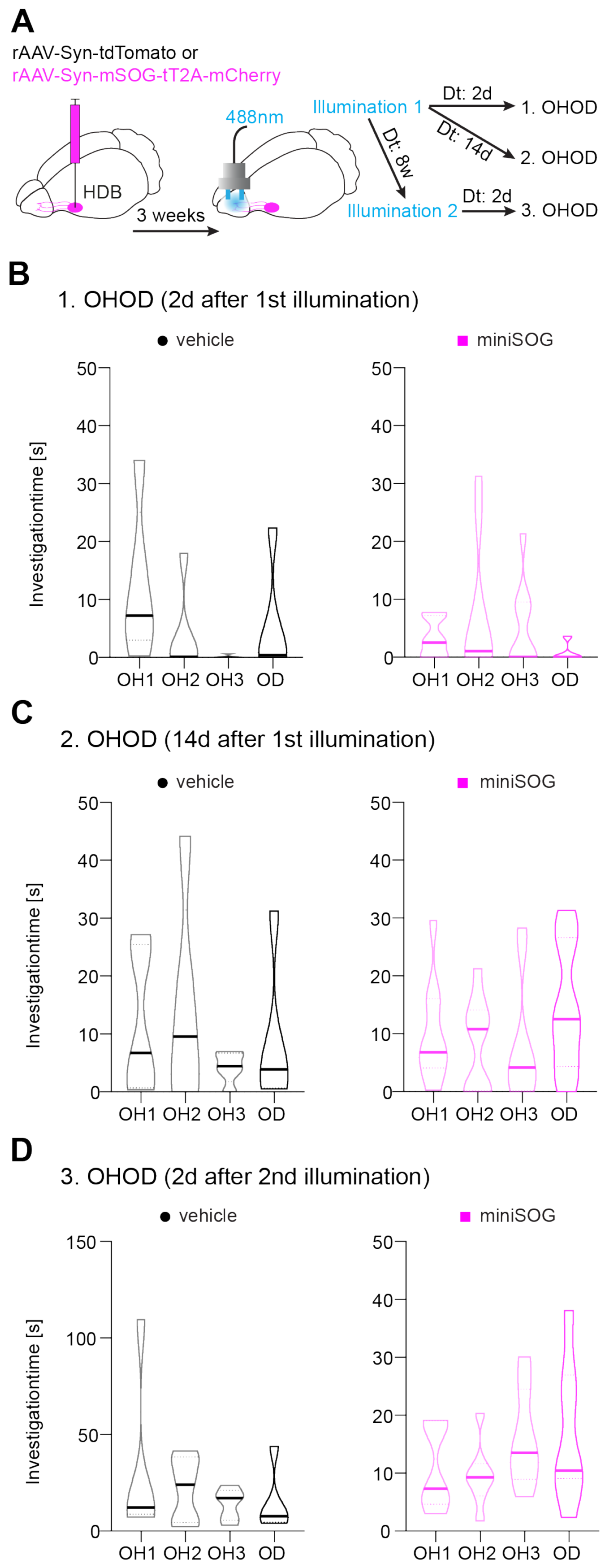 A
rAAV-Syn-tdTomato or
rAAV-Syn-mSOG-tT2A-mCherry
488nm
HDB
3 weeks
Illumination 1
Dt: 2d
1. OHOD
Dt: 14d
2. OHOD
Dt: 8w
Illumination 2
Dt: 2d
3. OHOD
B
1. OHOD (2d after 1st illumination)
vehicle
miniSOG
Investigationtime [s]
50
40
30
20
10
0
OH1 OH2 OH3 OD
50
40
30
20
10
0
OH1 OH2 OH3 OD
C
2. OHOD (14d after 1st illumination)
vehicle
miniSOG
Investigationtime [s]
50
40
30
20
10
0
OH1 OH2 OH3 OD
50
40
30
20
10
0
OH1 OH2 OH3 OD
D
3. OHOD (2d after 2nd illumination)
vehicle
miniSOG
Investigationtime [s]
150
100
50
0
OH1 OH2 OH3 OD
50
40
30
20
10
0
OH1 OH2 OH3 OD